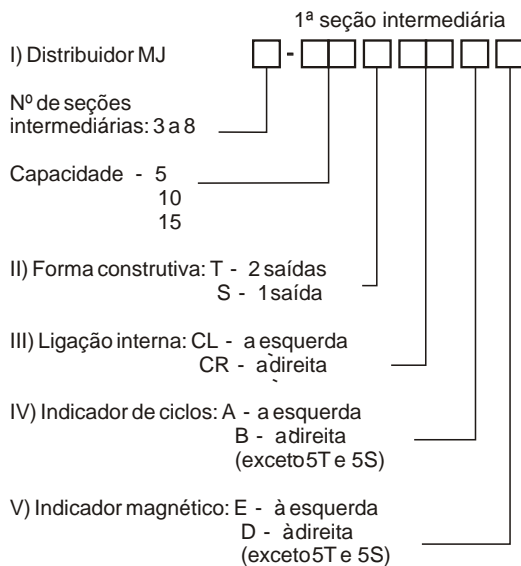 1ª seção intermediária
I) Distribuidor MJ
-
Nº de seções
intermediárias: 3 a 8
Capacidade - 5
10
15
II) Forma construtiva: T - 2 saídas
S - 1 saída
III) Ligação interna: CL - a esquerda
CR - a direita
IV) Indicador de ciclos: A - a esquerda
B - a direita
(exceto 5T e 5S)
V) Indicador magnético: E - à esquerda
D - à direita
(exceto 5T e 5S)